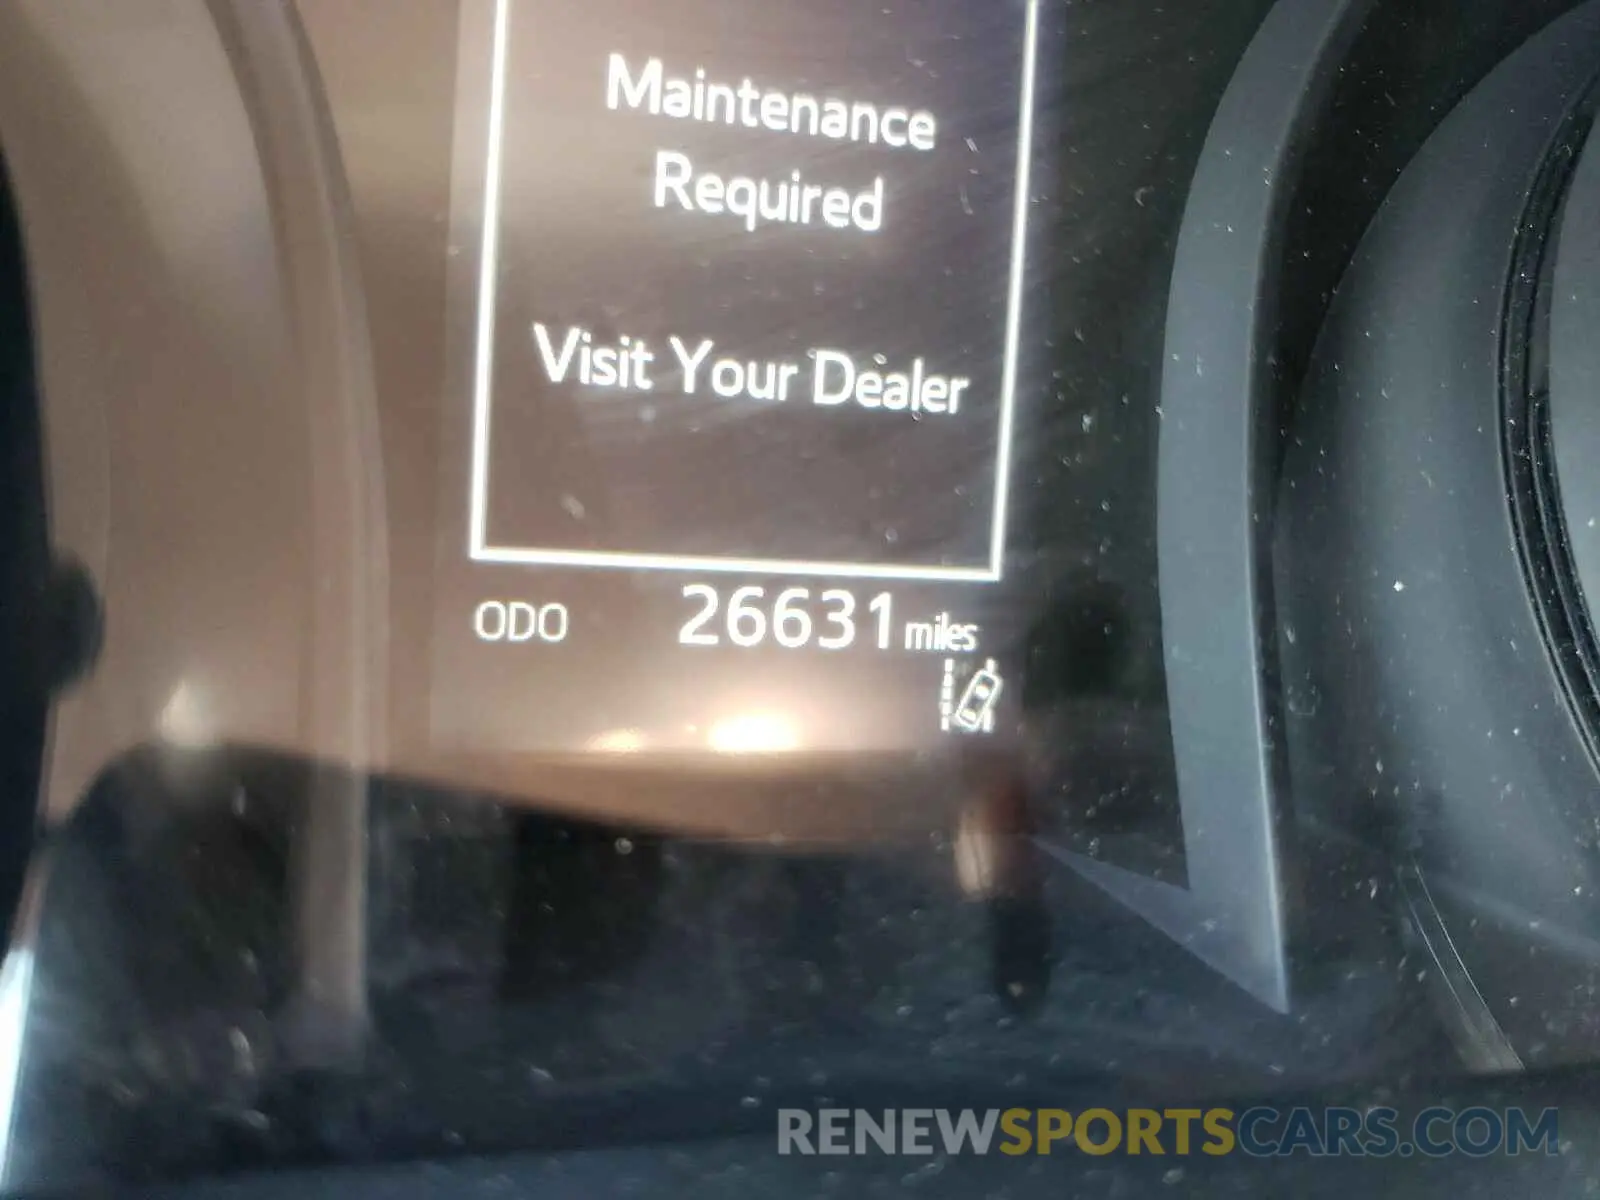 Maintenance
Required
Visit Your Dealer
ODO 26631 miles
RENEWSPORTSCARS.COM